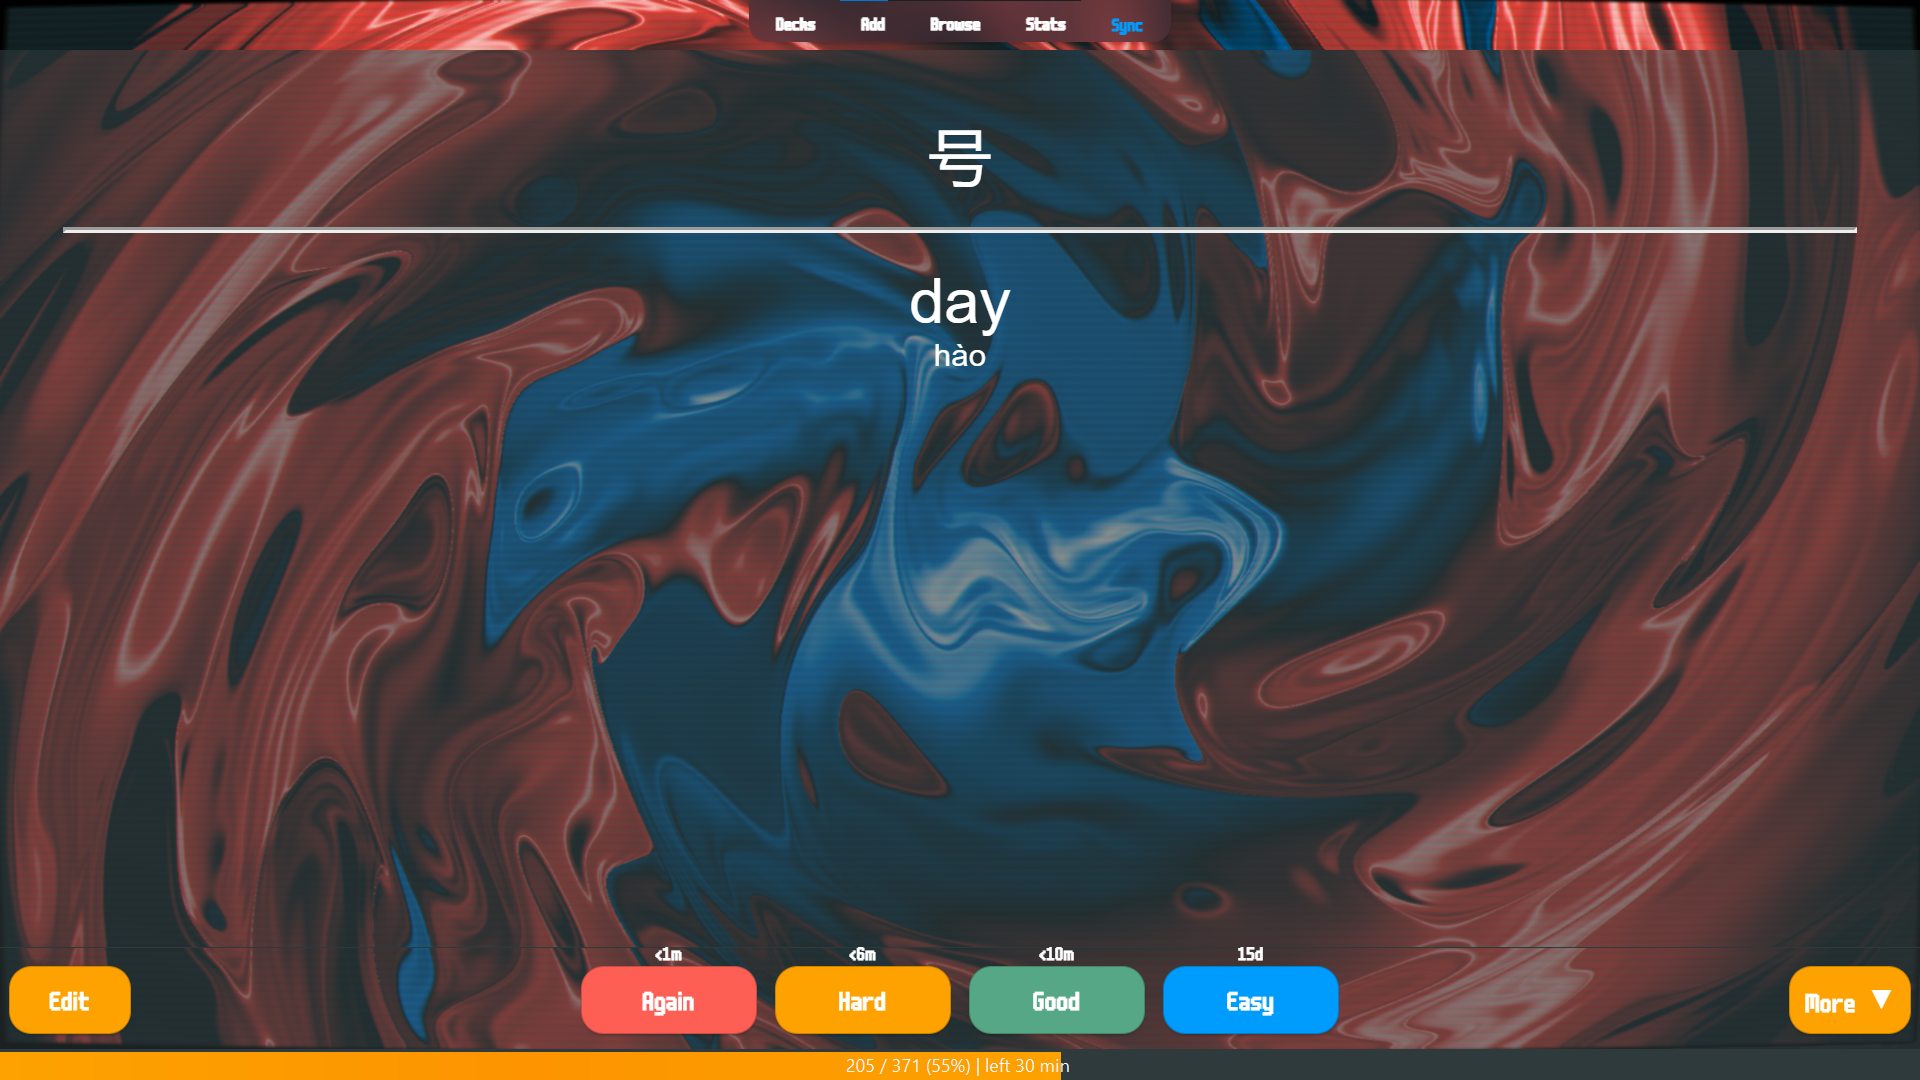 Decks Add Browse Stats Sync
号
day
hào
<1m <6m <10m 15d
Edit Again Hard Good Easy More ▼
205 / 371 (55%) | left 30 min